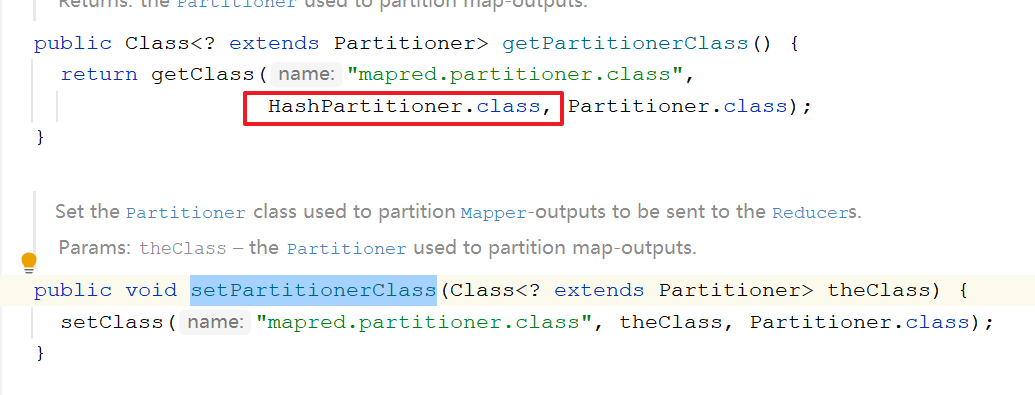 Returns: the Partitioner used to partition map-outputs.
public Class<? extends Partitioner> getPartitionerClass() {
return getClass( name: "mapred.partitioner.class",
HashPartitioner.class, Partitioner.class);
}
Set the Partitioner class used to partition Mapper-outputs to be sent to the Reducers.
Params: theClass – the Partitioner used to partition map-outputs.
public void setPartitionerClass(Class<? extends Partitioner> theClass) {
setClass( name: "mapred.partitioner.class", theClass, Partitioner.class);
}